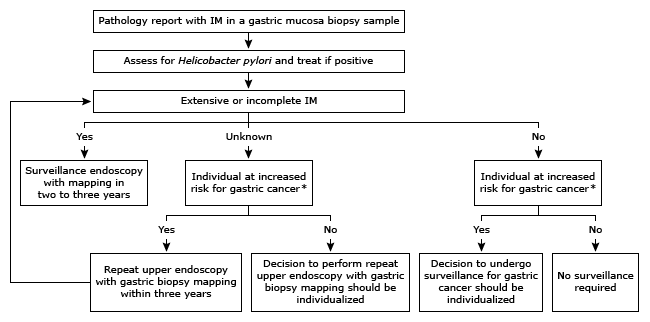 Pathology report with IM in a gastric mucosa biopsy sample
Assess for Helicobacter pylori and treat if positive
Extensive or incomplete IM
Yes
Unknown
No
Surveillance endoscopy
with mapping in
two to three years
Individual at increased
risk for gastric cancer*
Individual at increased
risk for gastric cancer*
Yes
No
Yes
No
Repeat upper endoscopy
with gastric biopsy mapping
within three years
Decision to perform repeat
upper endoscopy with gastric
biopsy mapping should be
individualized
Decision to undergo
surveillance for gastric
cancer should be
individualized
No surveillance
required